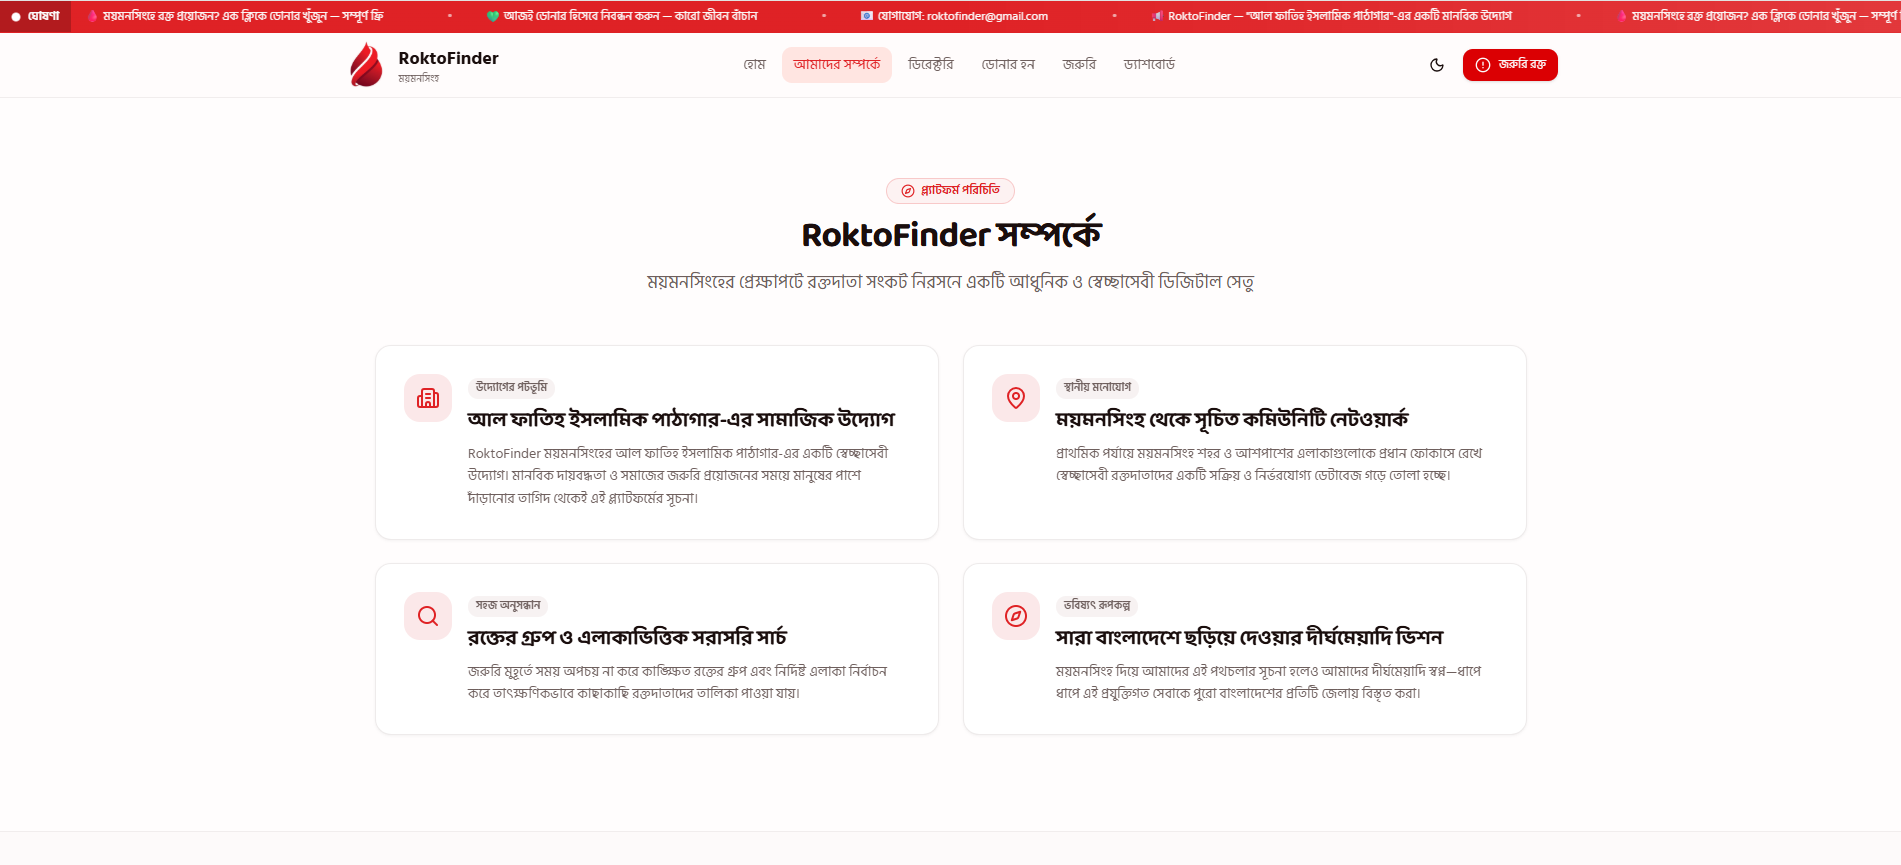 ঘোষণা
ময়মনসিংহে রক্ত প্রয়োজন? এক ক্লিকে ডোনার খুঁজুন — সম্পূর্ণ ফ্রি • আজই ডোনার হিসেবে নিবন্ধন করুন — কারো জীবন বাঁচান • যোগাযোগ: roktofinder@gmail.com • RoktoFinder — "আল ফাতিহ ইসলামিক পাঠাগার"-এর একটি মানবিক উদ্যোগ • ময়মনসিংহে রক্ত প্রয়োজন? এক ক্লিকে ডোনার খুঁজুন — সম্পূর্ণ
RoktoFinder
ময়মনসিংহ
হোম আমাদের সম্পর্কে ডিরেক্টরি ডোনার হন জরুরি ড্যাশবোর্ড
জরুরি রক্ত
প্ল্যাটফর্ম পরিচিতি
RoktoFinder সম্পর্কে
ময়মনসিংহের প্রেক্ষাপটে রক্তদাতা সংকট নিরসনে একটি আধুনিক ও স্বেচ্ছাসেবী ডিজিটাল সেতু
উদ্যোগের পটভূমি
আল ফাতিহ ইসলামিক পাঠাগার-এর সামাজিক উদ্যোগ
RoktoFinder ময়মনসিংহের আল ফাতিহ ইসলামিক পাঠাগার-এর একটি স্বেচ্ছাসেবী
উদ্যোগ। মানবিক দায়বদ্ধতা ও সমাজের জরুরি প্রয়োজনের সময়ে মানুষের পাশে
দাঁড়ানোর তাগিদ থেকেই এই প্ল্যাটফর্মের সূচনা।
স্থানীয় মনোযোগ
ময়মনসিংহ থেকে সূচিত কমিউনিটি নেটওয়ার্ক
প্রাথমিক পর্যায়ে ময়মনসিংহ শহর ও আশপাশের এলাকাগুলোকে প্রধান ফোকাসে রেখে
স্বেচ্ছাসেবী রক্তদাতাদের একটি সক্রিয় ও নির্ভরযোগ্য ডেটাবেজ গড়ে তোলা হচ্ছে।
সহজ অনুসন্ধান
রক্তের গ্রুপ ও এলাকাভিত্তিক সরাসরি সার্চ
জরুরি মুহূর্তে সময় অপচয় না করে কাঙ্ক্ষিত রক্তের গ্রুপ এবং নির্দিষ্ট এলাকা নির্বাচন
করে তাৎক্ষণিকভাবে কাছাকাছি রক্তদাতাদের তালিকা পাওয়া যায়।
ভবিষ্যৎ রূপকল্প
সারা বাংলাদেশে ছড়িয়ে দেওয়ার দীর্ঘমেয়াদি ভিশন
ময়মনসিংহ দিয়ে আমাদের এই পথচলার সূচনা হলেও আমাদের দীর্ঘমেয়াদি স্বপ্ন—ধাপে
ধাপে এই প্রযুক্তিগত সেবাকে পুরো বাংলাদেশের প্রতিটি জেলায় বিস্তৃত করা।